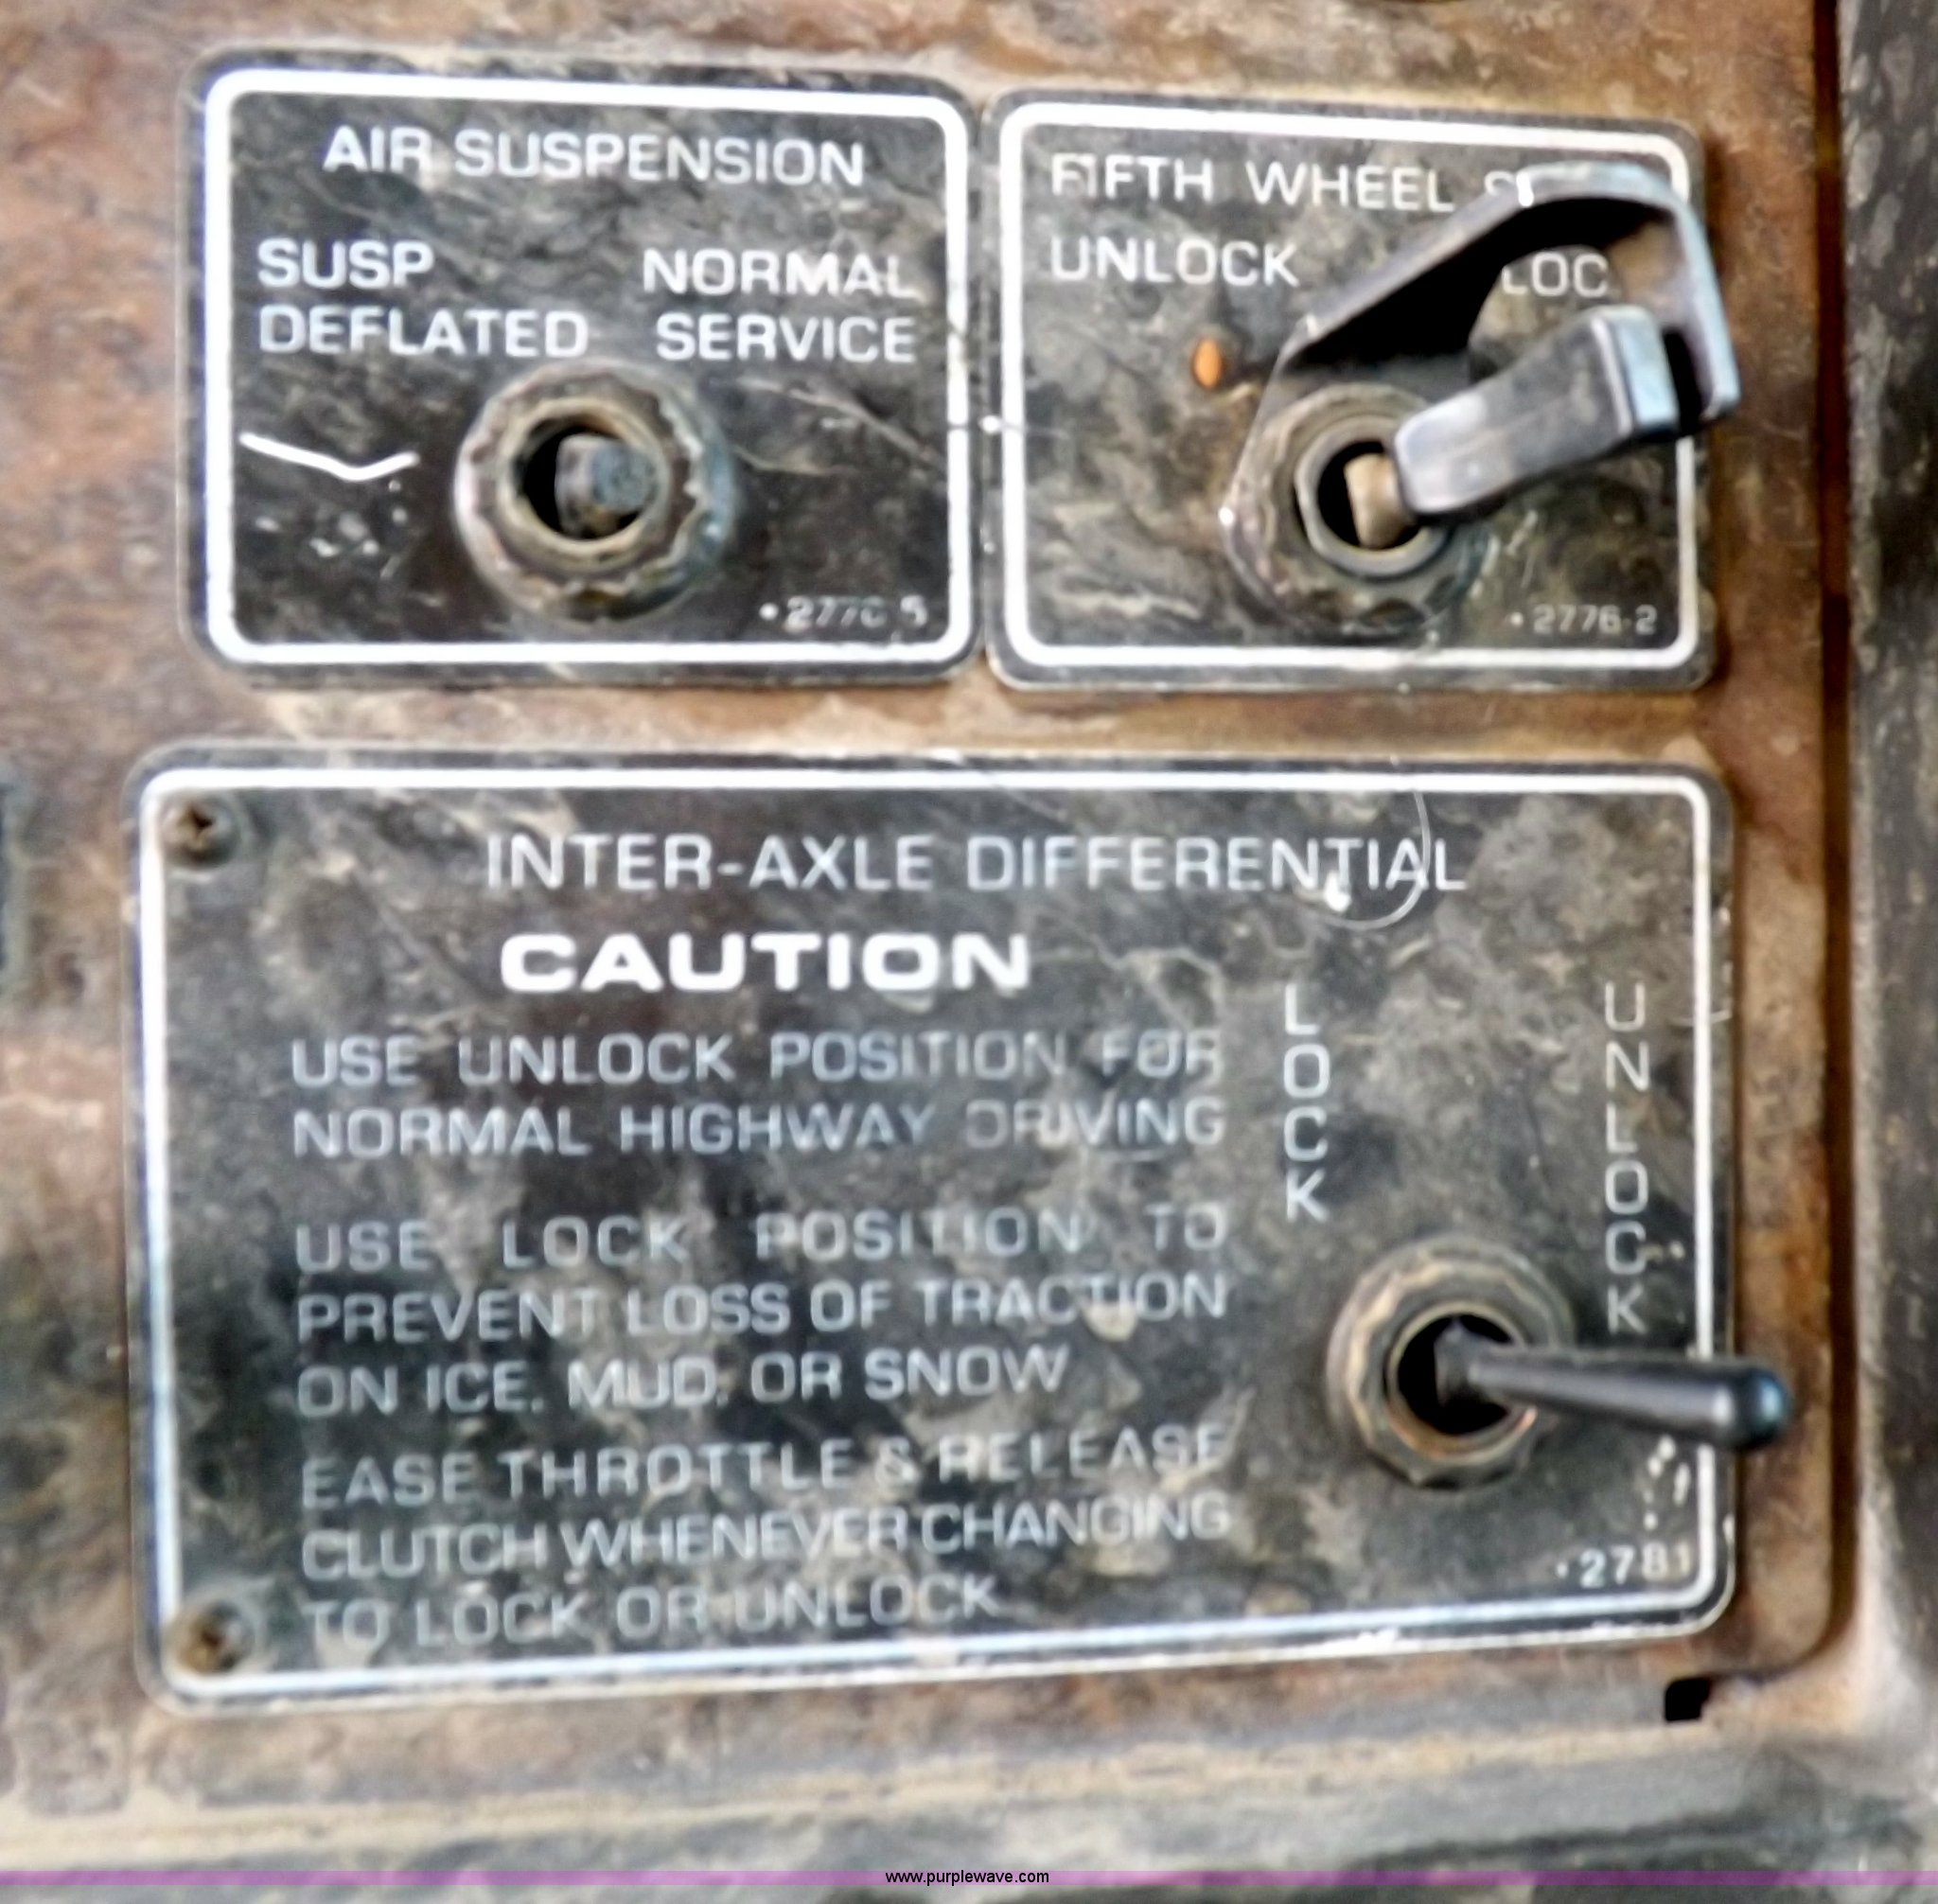 AIR SUSPENSION
SUSP NORMAL
DEFLATED SERVICE
FIFTH WHEEL
UNLOCK
•2776-2
INTER-AXLE DIFFERENTIAL
CAUTION
USE UNLOCK POSITION FOR
NORMAL HIGHWAY DRIVING
USE LOCK POSITION TO
PREVENT LOSS OF TRACTION
ON ICE, MUD, OR SNOW
EASE THROTTLE & RELEASE
CLUTCH WHENEVER CHANGING
TO LOCK OR UNLOCK
LOCK
UNLOCK
•2781
www.purplewave.com